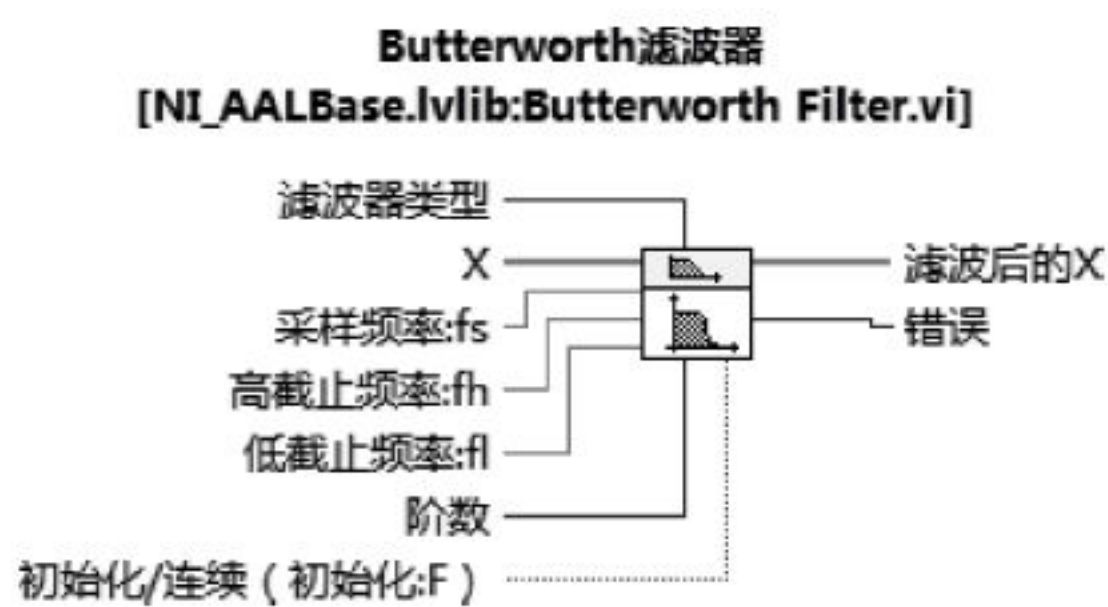 Butterworth滤波器
[NI_AALBase.lvlib:Butterworth Filter.vi]
滤波器类型
X
滤波后的X
采样频率:fs
错误
高截止频率:fh
低截止频率:fl
阶数
初始化/连续（初始化:F）